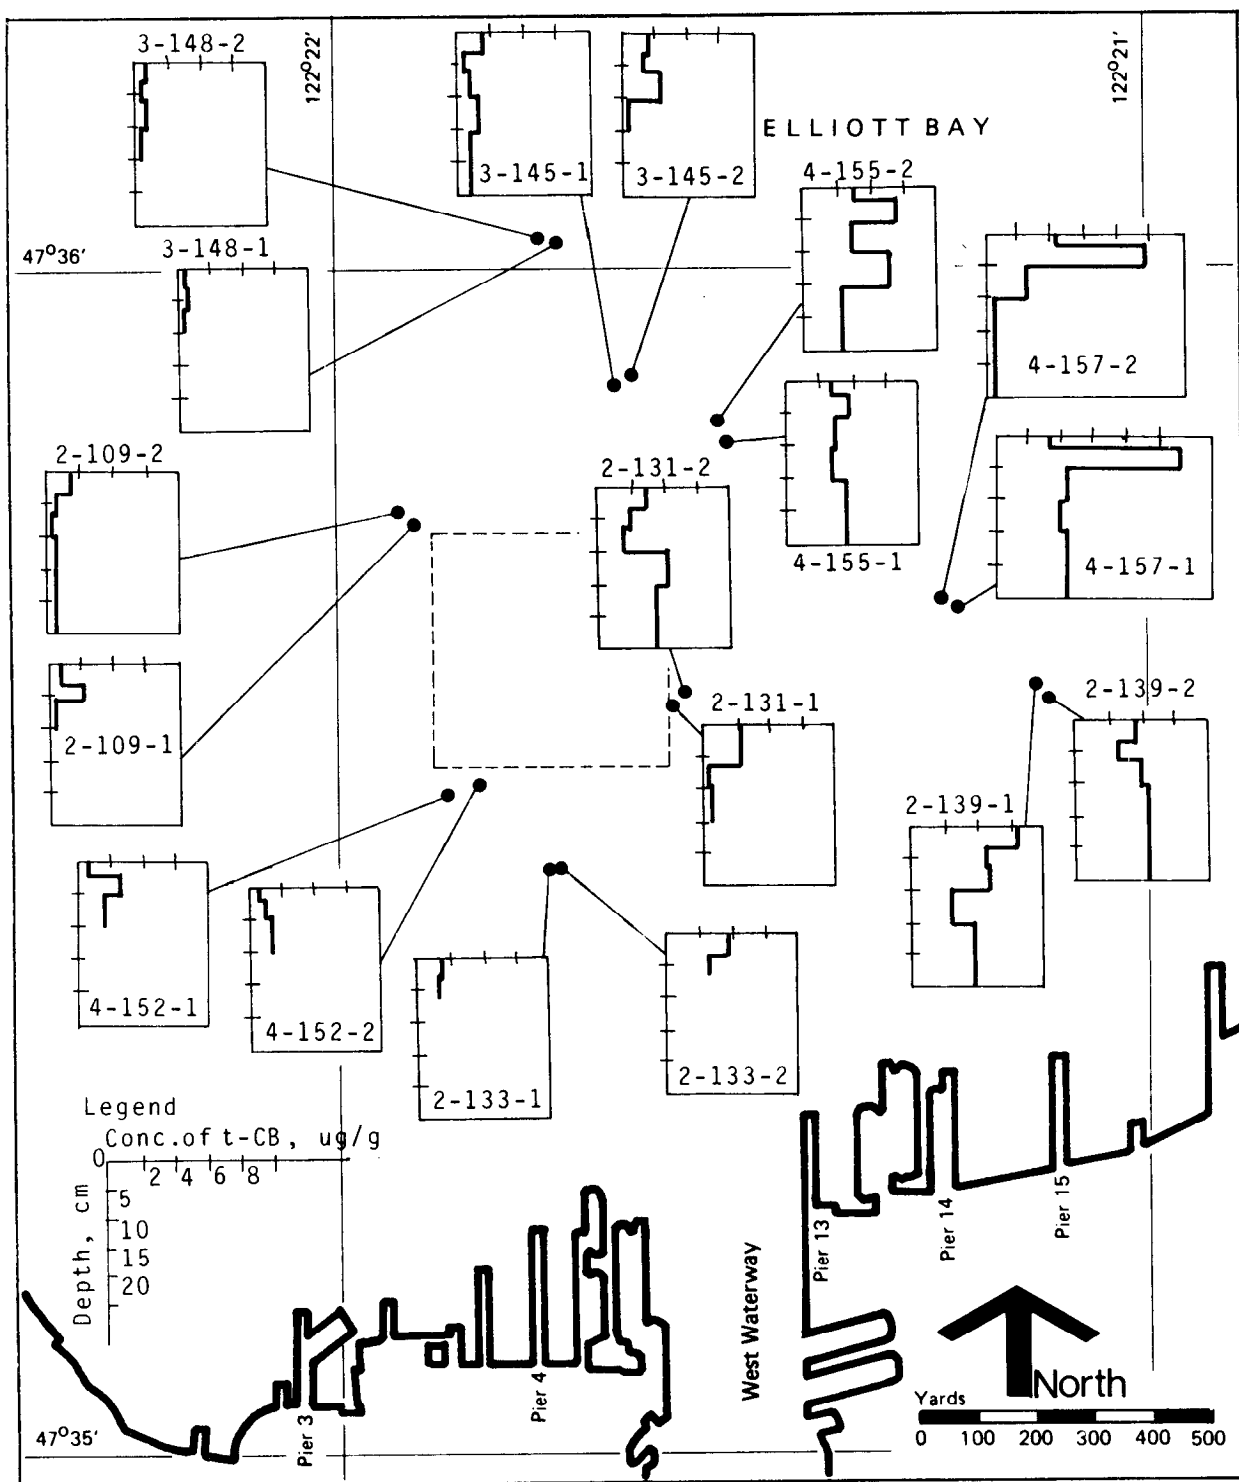 3-148-2
122°22'
3-145-1
3-145-2
ELLIOTT BAY
122°21'
4-155-2
47°36'
3-148-1
4-157-2
2-109-2
2-131-2
4-155-1
4-157-1
2-109-1
2-131-1
2-139-2
2-139-1
4-152-1
4-152-2
2-133-1
2-133-2
Legend
Conc. of t-CB, ug/g
0
2 4 6 8
Depth, cm
5
10
15
20
Pier 13
Pier 14
Pier 15
West Waterway
Pier 4
Pier 3
North
Yards
0 100 200 300 400 500
47°35'